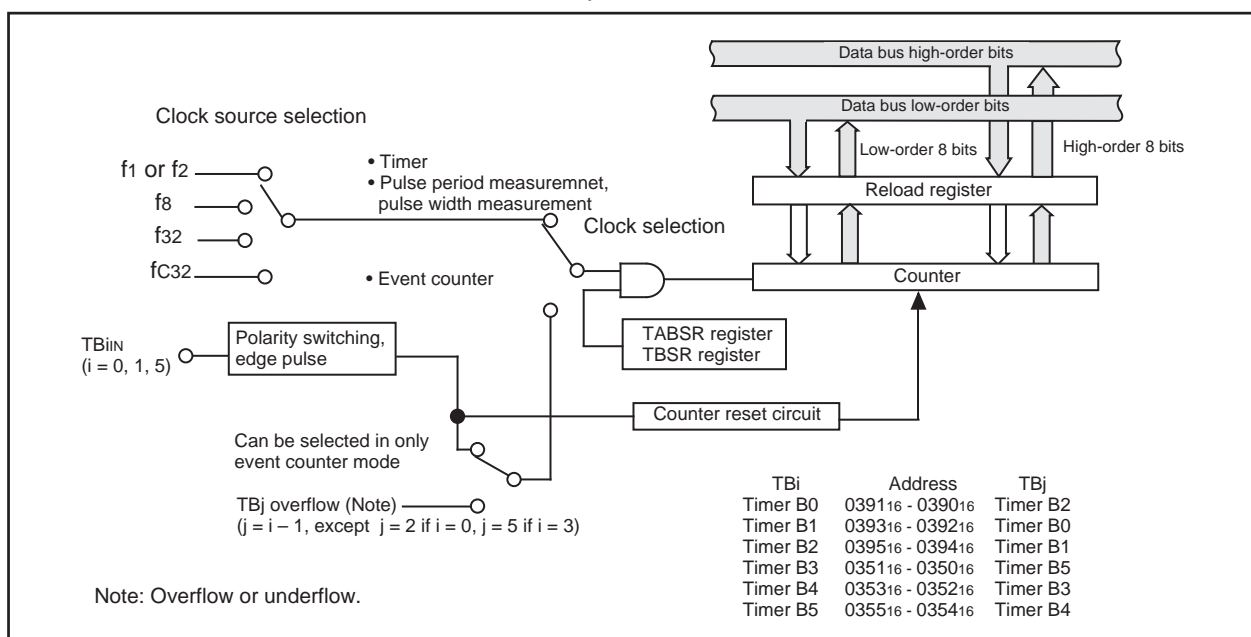 Data bus high-order bits
Data bus low-order bits
Clock source selection
Low-order 8 bits
High-order 8 bits
f1 or f2
f8
f32
fC32
• Timer
• Pulse period measuremnet,
pulse width measurement
Reload register
Clock selection
• Event counter
Counter
TBiIN
(i = 0, 1, 5)
Polarity switching,
edge pulse
TABSR register
TBSR register
Counter reset circuit
Can be selected in only
event counter mode
TBj overflow (Note)
(j = i – 1, except j = 2 if i = 0, j = 5 if i = 3)
TBi Address TBj
Timer B0 039116 - 039016 Timer B2
Timer B1 039316 - 039216 Timer B0
Timer B2 039516 - 039416 Timer B1
Timer B3 035116 - 035016 Timer B5
Timer B4 035316 - 035216 Timer B3
Timer B5 035516 - 035416 Timer B4
Note: Overflow or underflow.